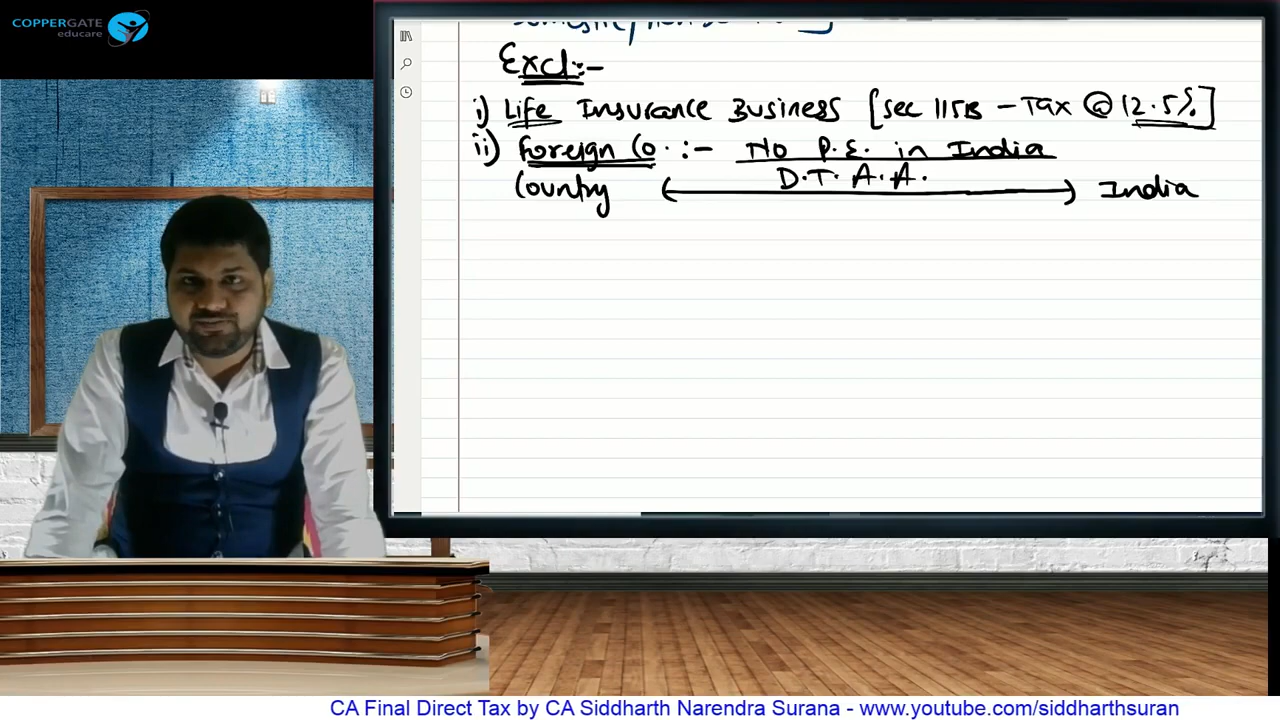 COPPERGATE
educare
Excl:-
i) Life Insurance Business [Sec 115B - Tax @ 12.5%]
ii) Foreign Co. :- No P.E. in India
Country D.T.A.A. India
CA Final Direct Tax by CA Siddharth Narendra Surana - www.youtube.com/siddharthsuran